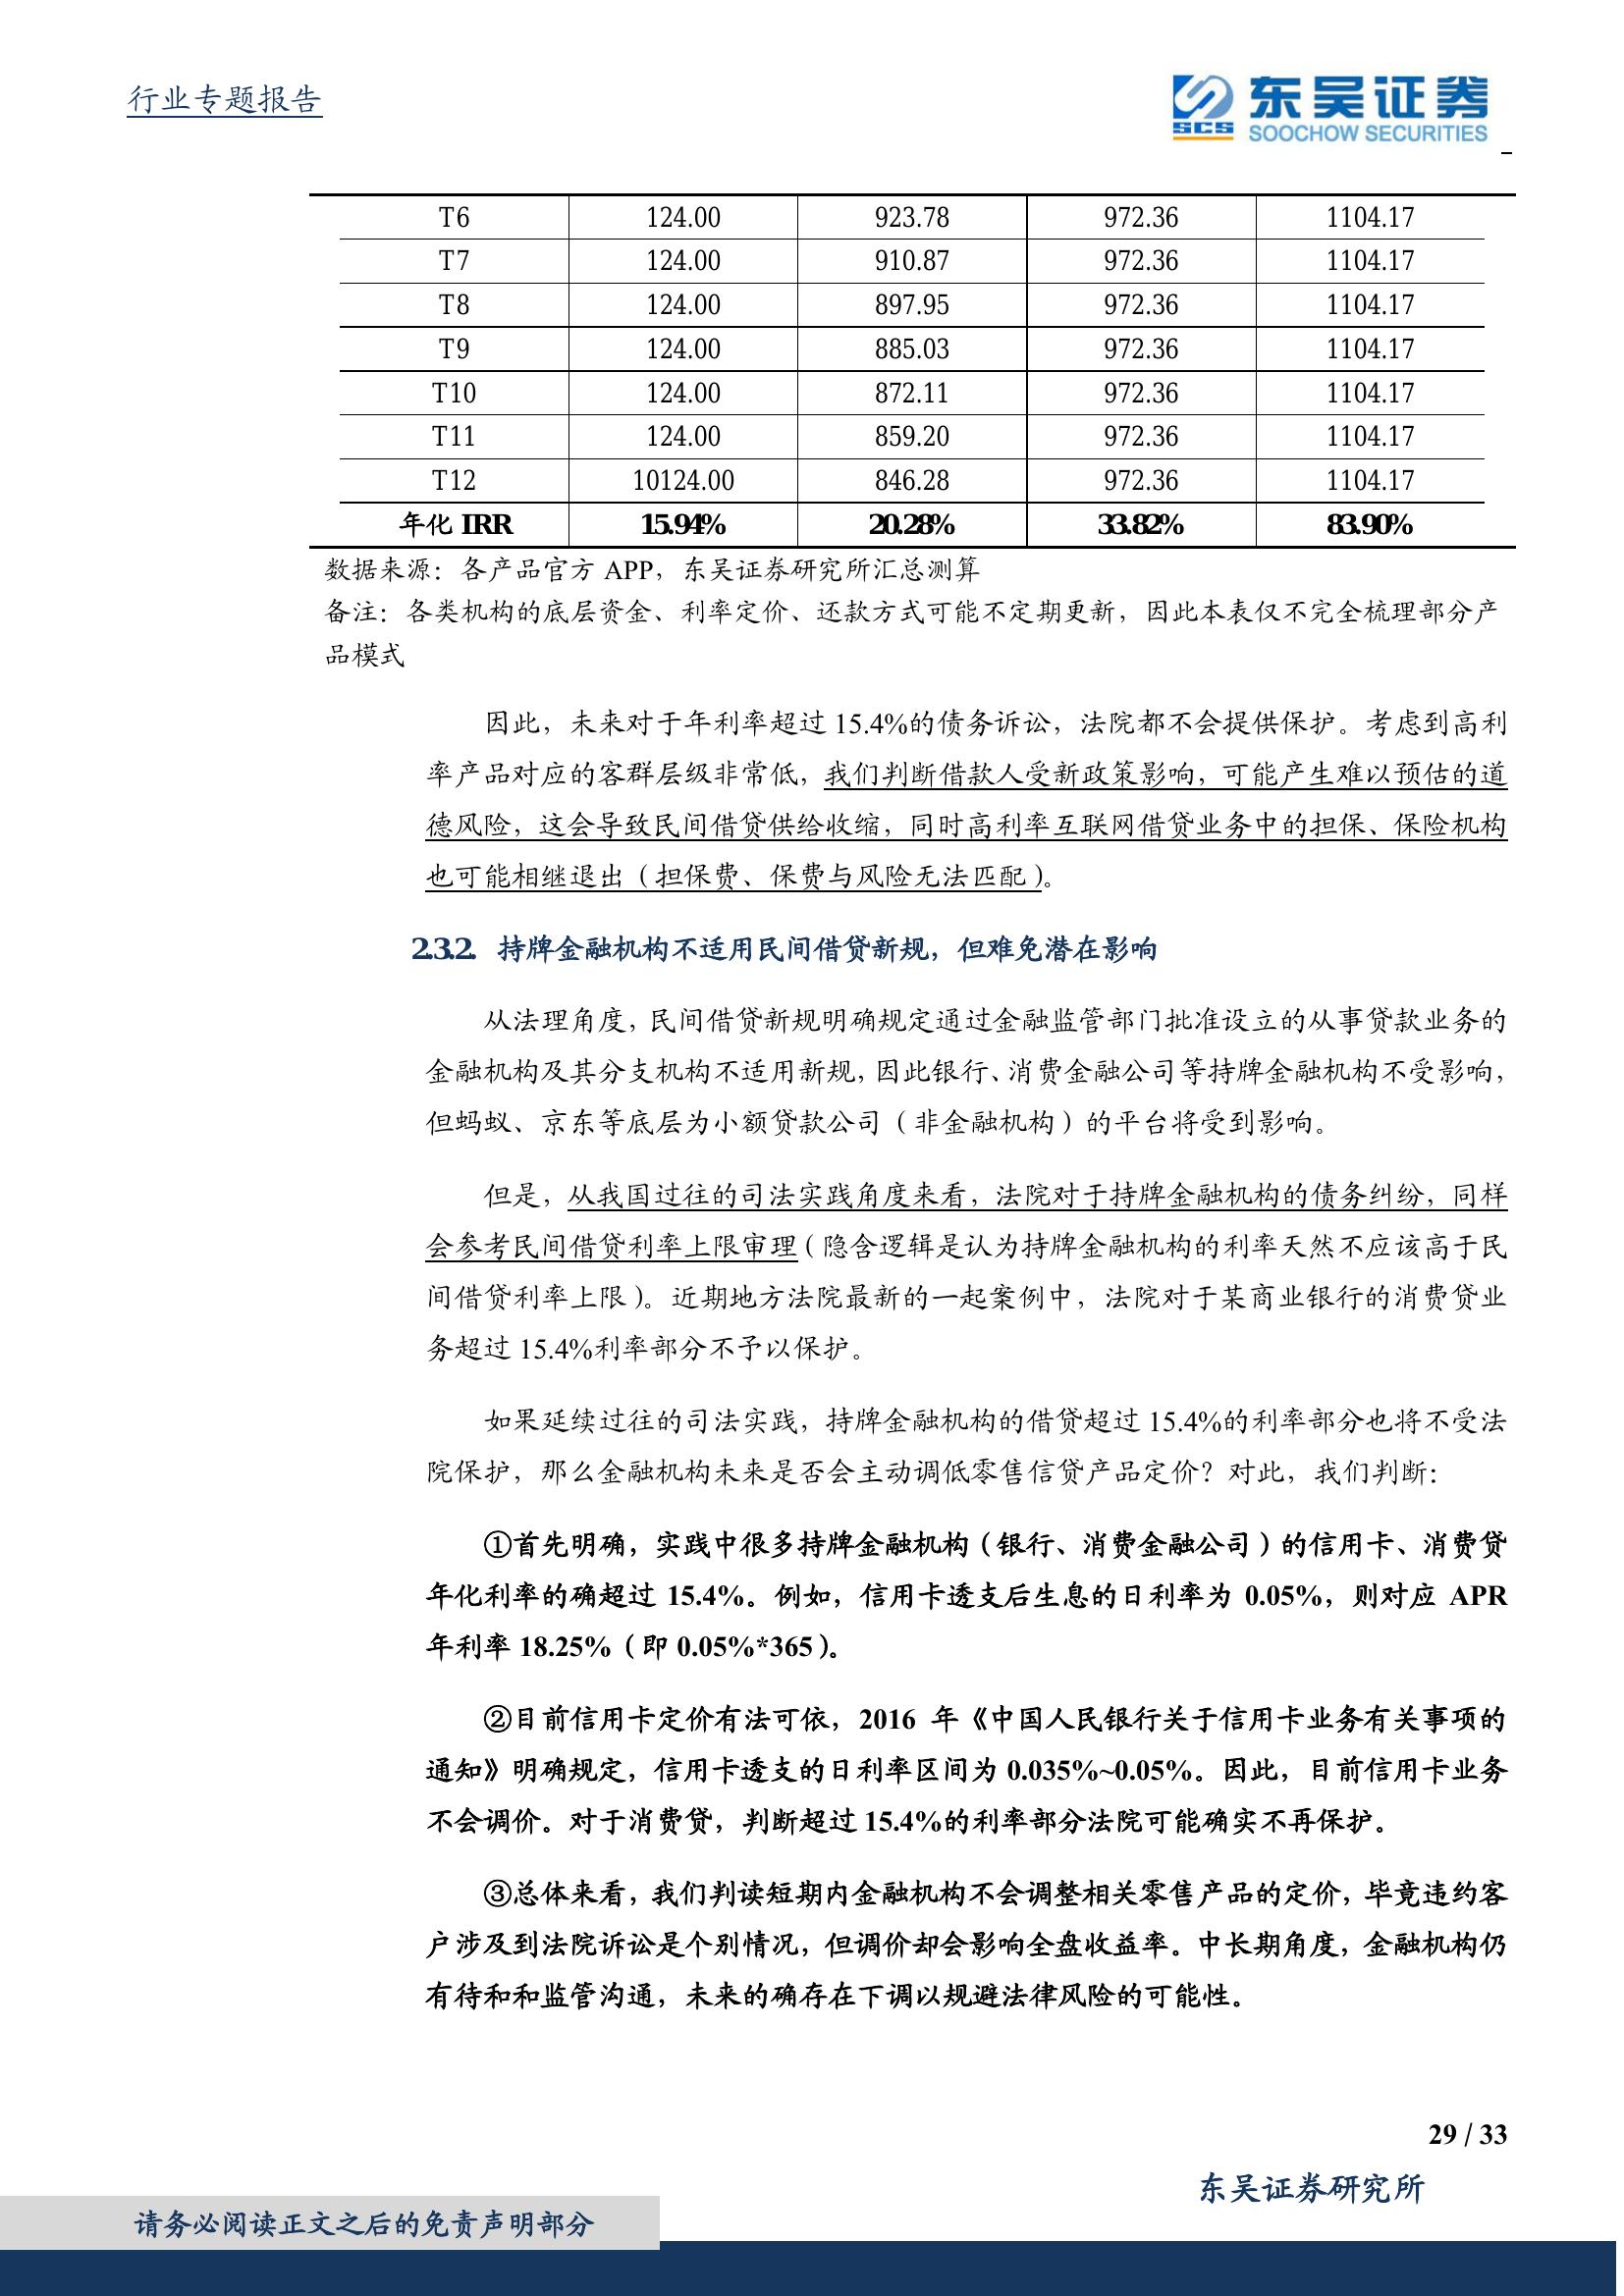 行业专题报告
东吴证券
SCS
SOOCHOW SECURITIES
T6 124.00 923.78 972.36 1104.17
T7 124.00 910.87 972.36 1104.17
T8 124.00 897.95 972.36 1104.17
T9 124.00 885.03 972.36 1104.17
T10 124.00 872.11 972.36 1104.17
T11 124.00 859.20 972.36 1104.17
T12 10124.00 846.28 972.36 1104.17
年化 IRR 15.94% 20.28% 33.82% 83.90%
数据来源：各产品官方 APP，东吴证券研究所汇总测算
备注：各类机构的底层资金、利率定价、还款方式可能不定期更新，因此本表仅不完全梳理部分产
品模式
因此，未来对于年利率超过 15.4%的债务诉讼，法院都不会提供保护。考虑到高利
率产品对应的客群层级非常低，我们判断借款人受新政策影响，可能产生难以预估的道
德风险，这会导致民间借贷供给收缩，同时高利率互联网借贷业务中的担保、保险机构
也可能相继退出（担保费、保费与风险无法匹配）。
2.3.2. 持牌金融机构不适用民间借贷新规，但难免潜在影响
从法理角度，民间借贷新规明确规定通过金融监管部门批准设立的从事贷款业务的
金融机构及其分支机构不适用新规，因此银行、消费金融公司等持牌金融机构不受影响，
但蚂蚁、京东等底层为小额贷款公司（非金融机构）的平台将受到影响。
但是，从我国过往的司法实践角度来看，法院对于持牌金融机构的债务纠纷，同样
会参考民间借贷利率上限审理（隐含逻辑是认为持牌金融机构的利率天然不应该高于民
间借贷利率上限）。近期地方法院最新的一起案例中，法院对于某商业银行的消费贷业
务超过 15.4%利率部分不予以保护。
如果延续过往的司法实践，持牌金融机构的借贷超过 15.4%的利率部分也将不受法
院保护，那么金融机构未来是否会主动调低零售信贷产品定价？对此，我们判断：
①首先明确，实践中很多持牌金融机构（银行、消费金融公司）的信用卡、消费贷
年化利率的确超过 15.4%。例如，信用卡透支后生息的日利率为 0.05%，则对应 APR
年利率 18.25%（即 0.05%*365）。
②目前信用卡定价有法可依，2016 年《中国人民银行关于信用卡业务有关事项的
通知》明确规定，信用卡透支的日利率区间为 0.035%~0.05%。因此，目前信用卡业务
不会调价。对于消费贷，判断超过 15.4%的利率部分法院可能确实不再保护。
③总体来看，我们判读短期内金融机构不会调整相关零售产品的定价，毕竟违约客
户涉及到法院诉讼是个别情况，但调价却会影响全盘收益率。中长期角度，金融机构仍
有待和和监管沟通，未来的确存在下调以规避法律风险的可能性。
29 / 33
东吴证券研究所
请务必阅读正文之后的免责声明部分